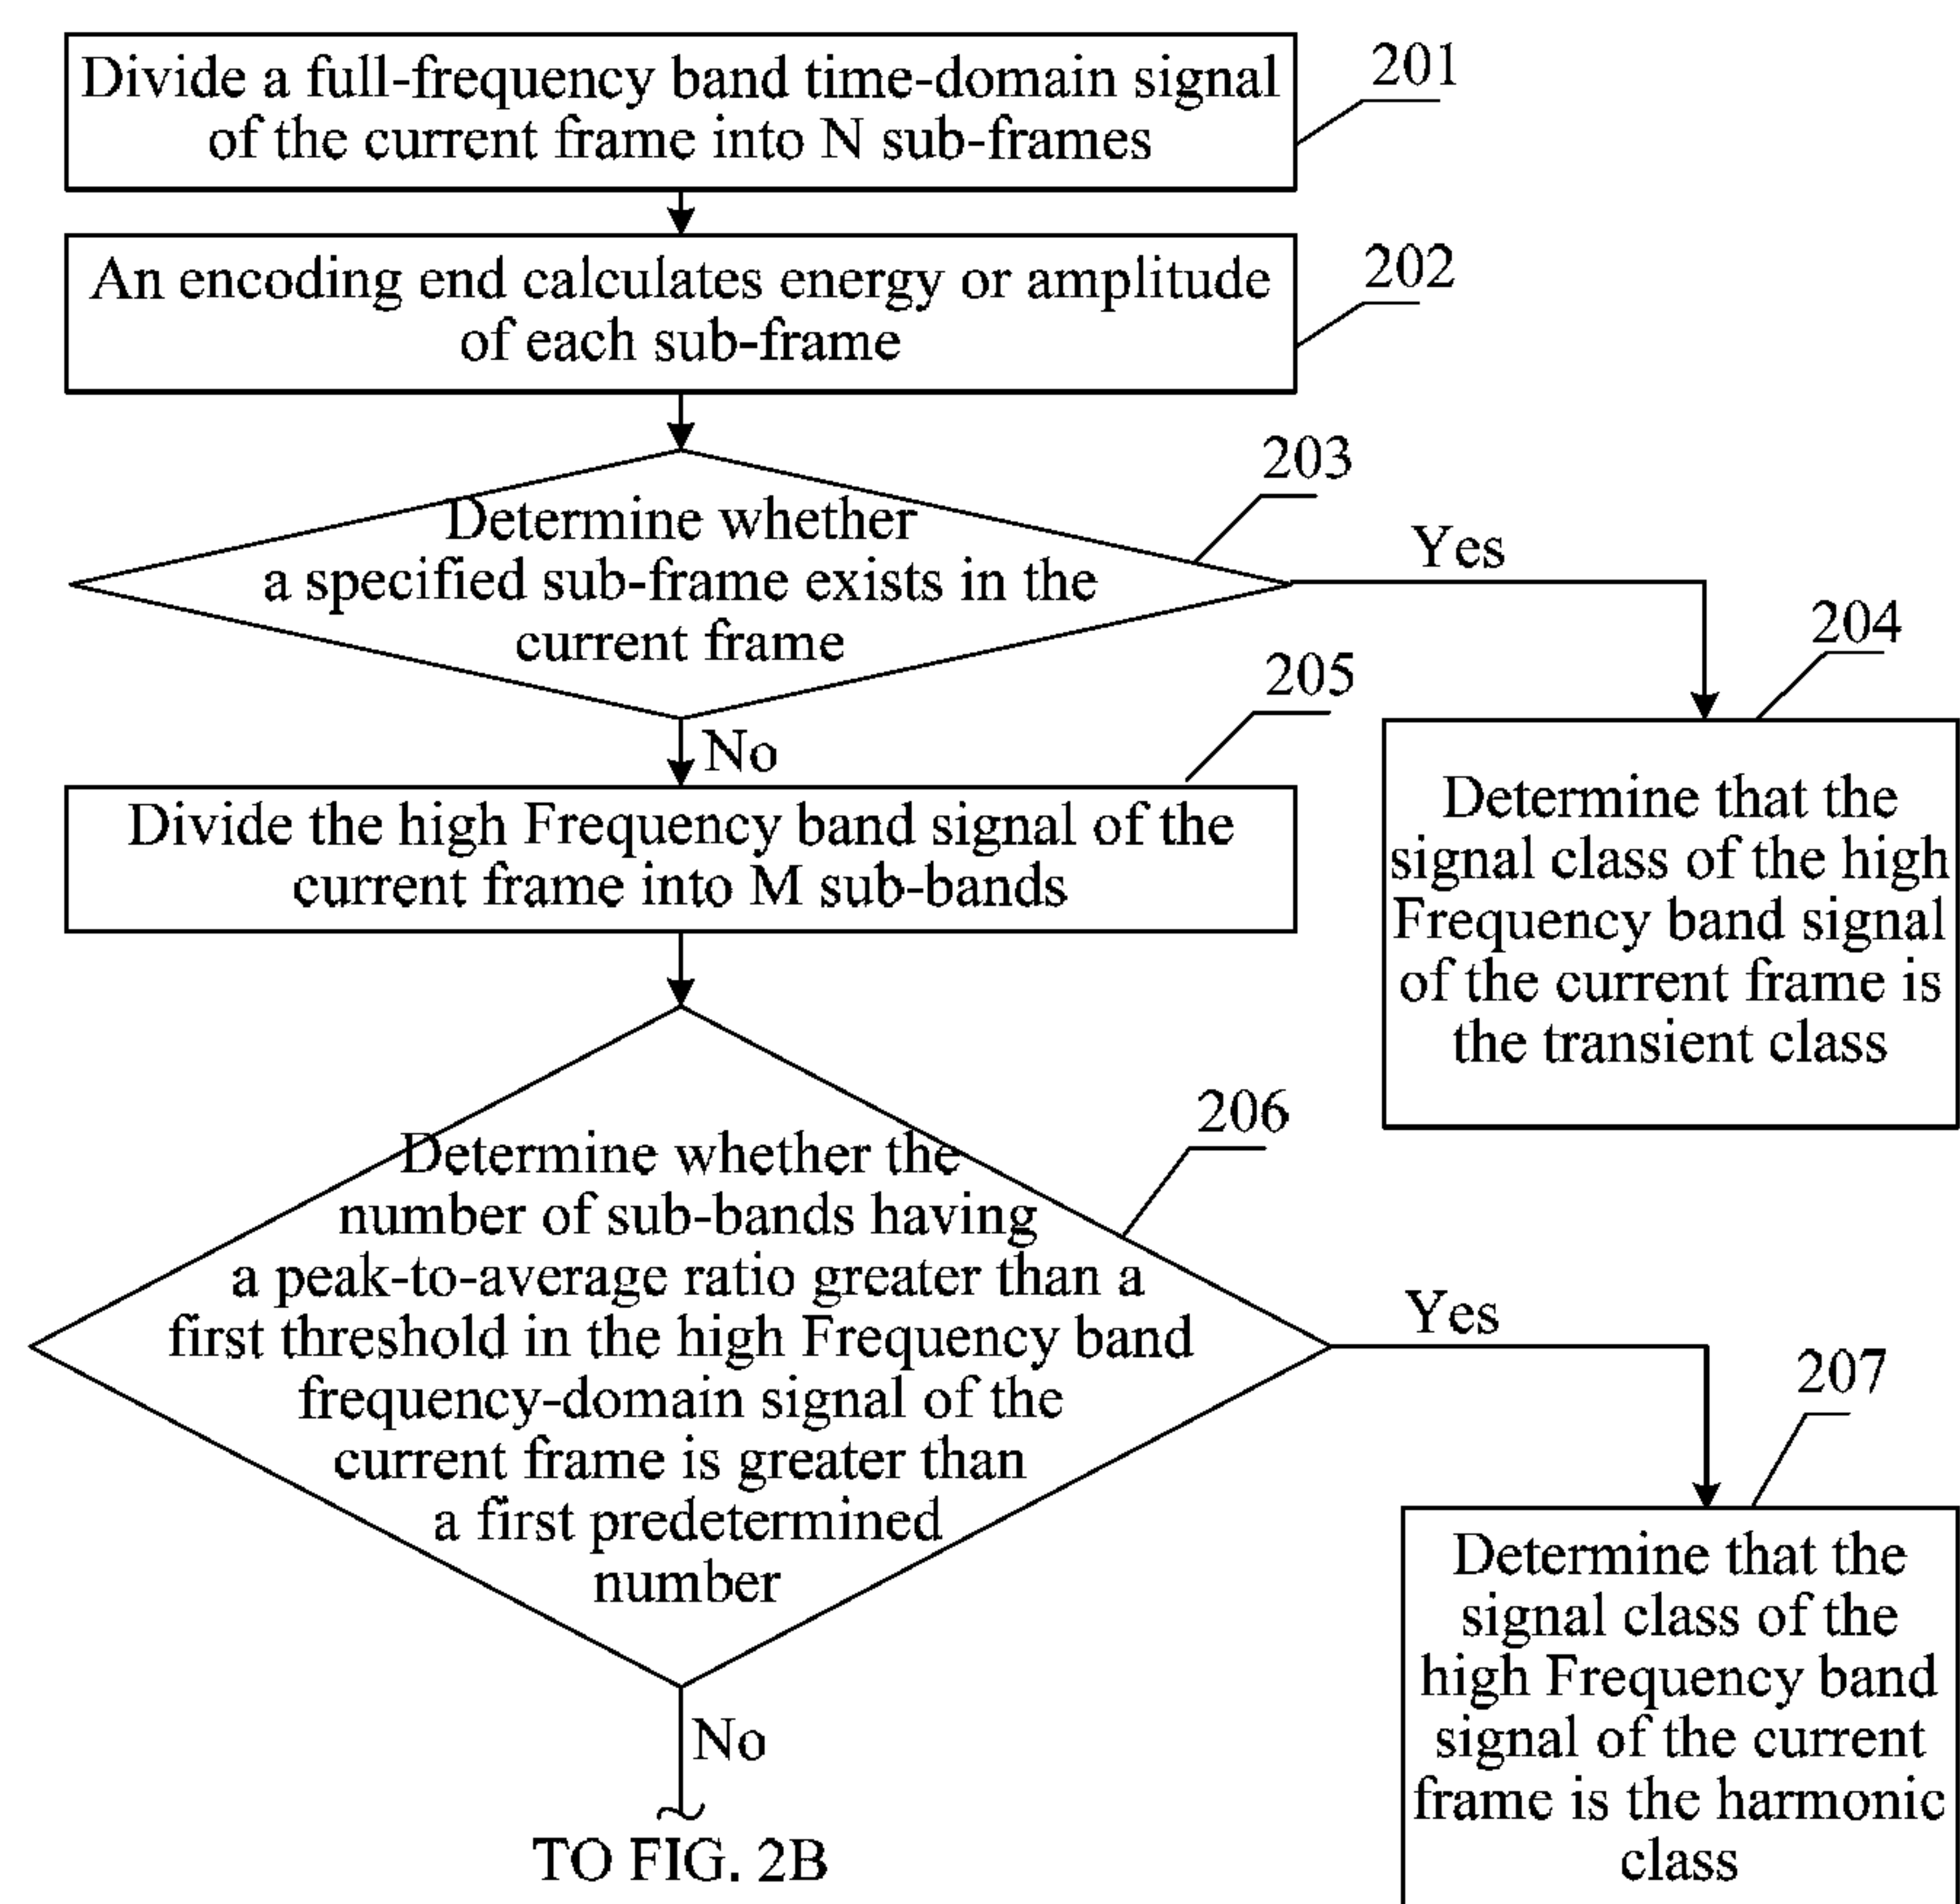 Divide a full-frequency band time-domain signal
of the current frame into N sub-frames
201
An encoding end calculates energy or amplitude
of each sub-frame
202
Determine whether
a specified sub-frame exists in the
current frame
203
Yes
204
Determine that the
signal class of the high
Frequency band signal
of the current frame is
the transient class
No
205
Divide the high Frequency band signal of the
current frame into M sub-bands
206
Determine whether the
number of sub-bands having
a peak-to-average ratio greater than a
first threshold in the high Frequency band
frequency-domain signal of the
current frame is greater than
a first predetermined
number
Yes
207
Determine that the
signal class of the
high Frequency band
signal of the current
frame is the harmonic
class
No
TO FIG. 2B